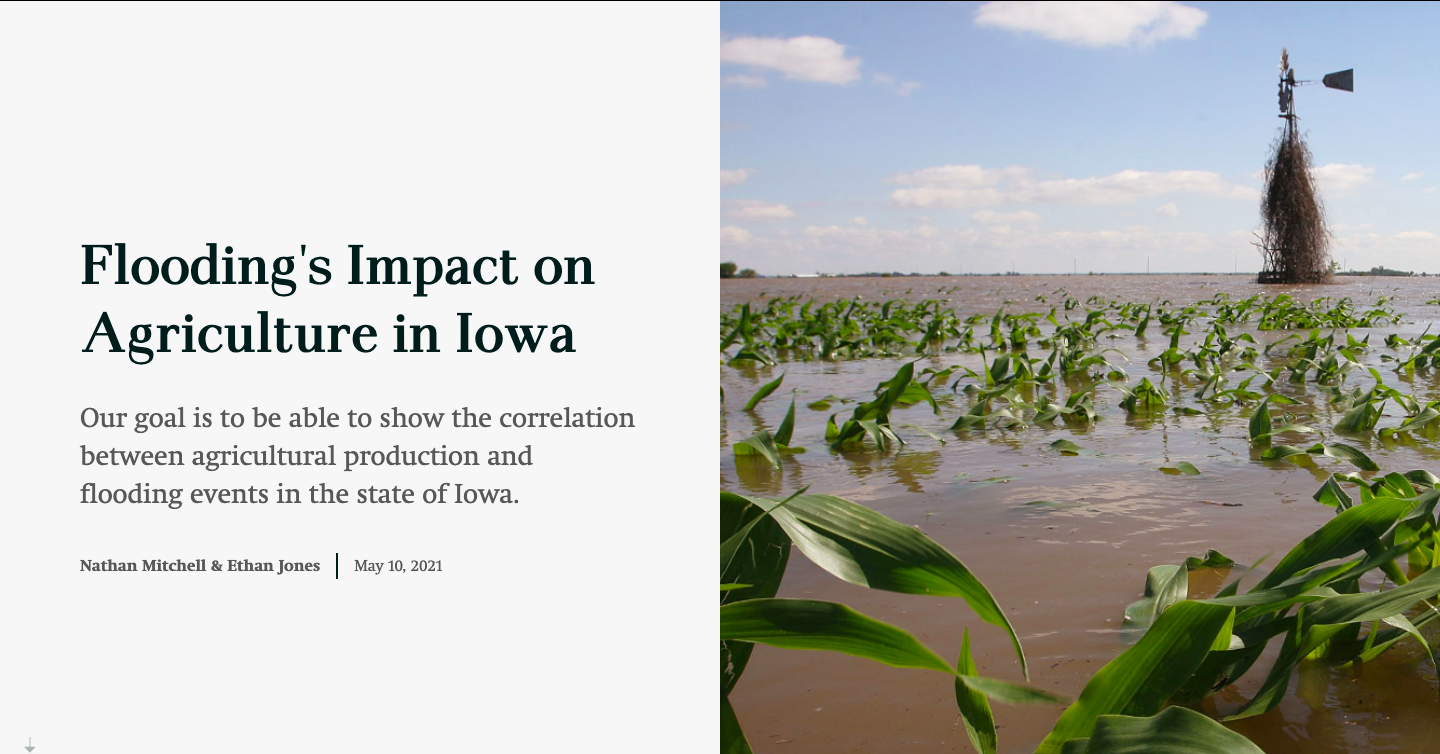 Flooding's Impact on
Agriculture in Iowa
Our goal is to be able to show the correlation
between agricultural production and
flooding events in the state of Iowa.
Nathan Mitchell & Ethan Jones | May 10, 2021